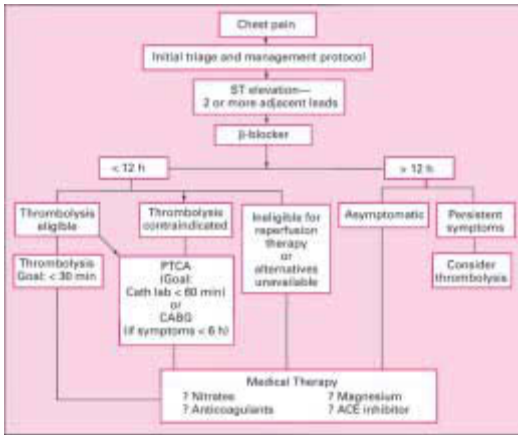 Chest pain
Initial triage and management protocol
ST elevation—
2 or more adjacent leads
β-blocker
< 12 h
> 12 h
Thrombolysis
eligible
Thrombolysis
contraindicated
Ineligible for
reperfusion
therapy
or
alternatives
unavailable
Asymptomatic
Persistent
symptoms
Thrombolysis
Goal: < 30 min
PTCA
(Goal:
Cath lab < 60 min)
or
CABG
(if symptoms < 6 h)
Consider
thrombolysis
Medical Therapy
? Nitrates ? Magnesium
? Anticoagulants ? ACE inhibitor